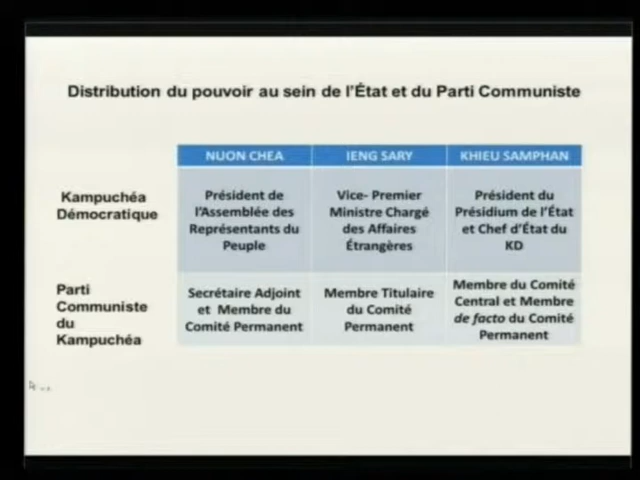 Distribution du pouvoir au sein de l'État et du Parti Communiste
NUON CHEA
IENG SARY
KHIEU SAMPHAN
Kampuchéa
Démocratique
Président de
l'Assemblée des
Représentants du
Peuple
Vice- Premier
Ministre Chargé
des Affaires
Étrangères
Président du
Présidium de l'État
et Chef d'État du
KD
Parti
Communiste
du
Kampuchéa
Secrétaire Adjoint
et Membre du
Comité Permanent
Membre Titulaire
du Comité
Permanent
Membre du Comité
Central et Membre
de facto du Comité
Permanent